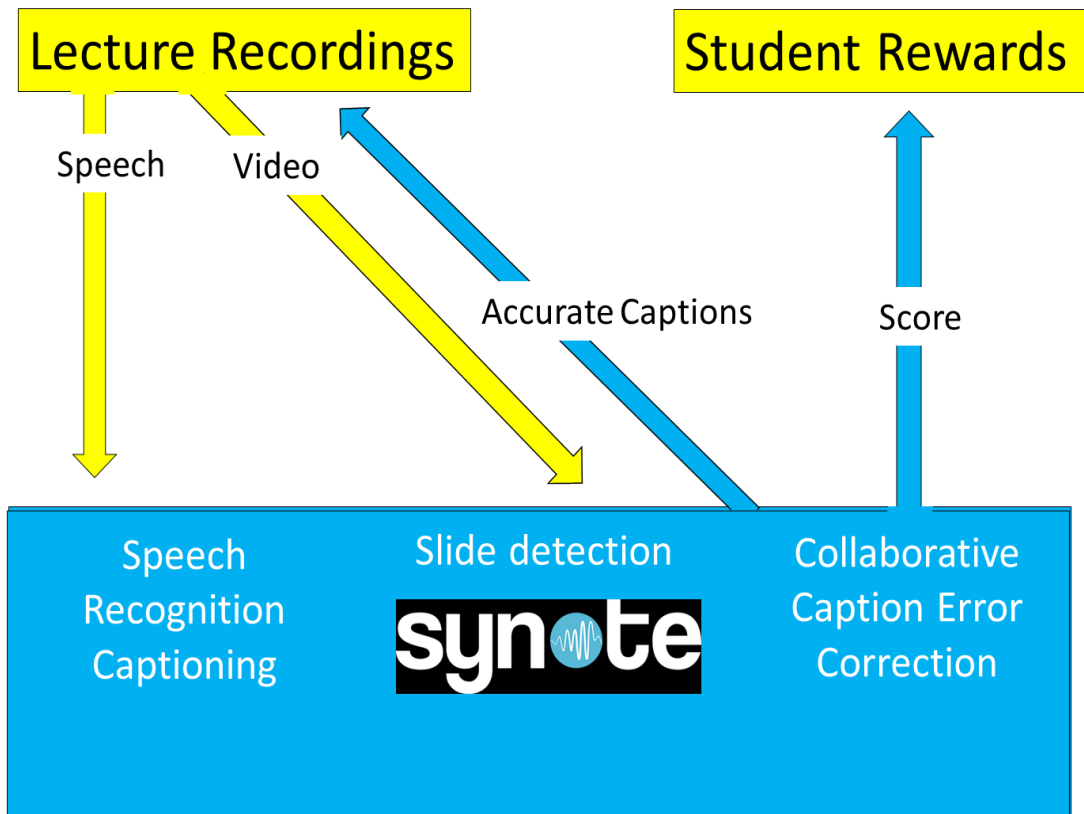 Lecture Recordings
Student Rewards
Speech
Video
Accurate Captions
Score
Speech
Recognition
Captioning
Slide detection
synote
Collaborative
Caption Error
Correction